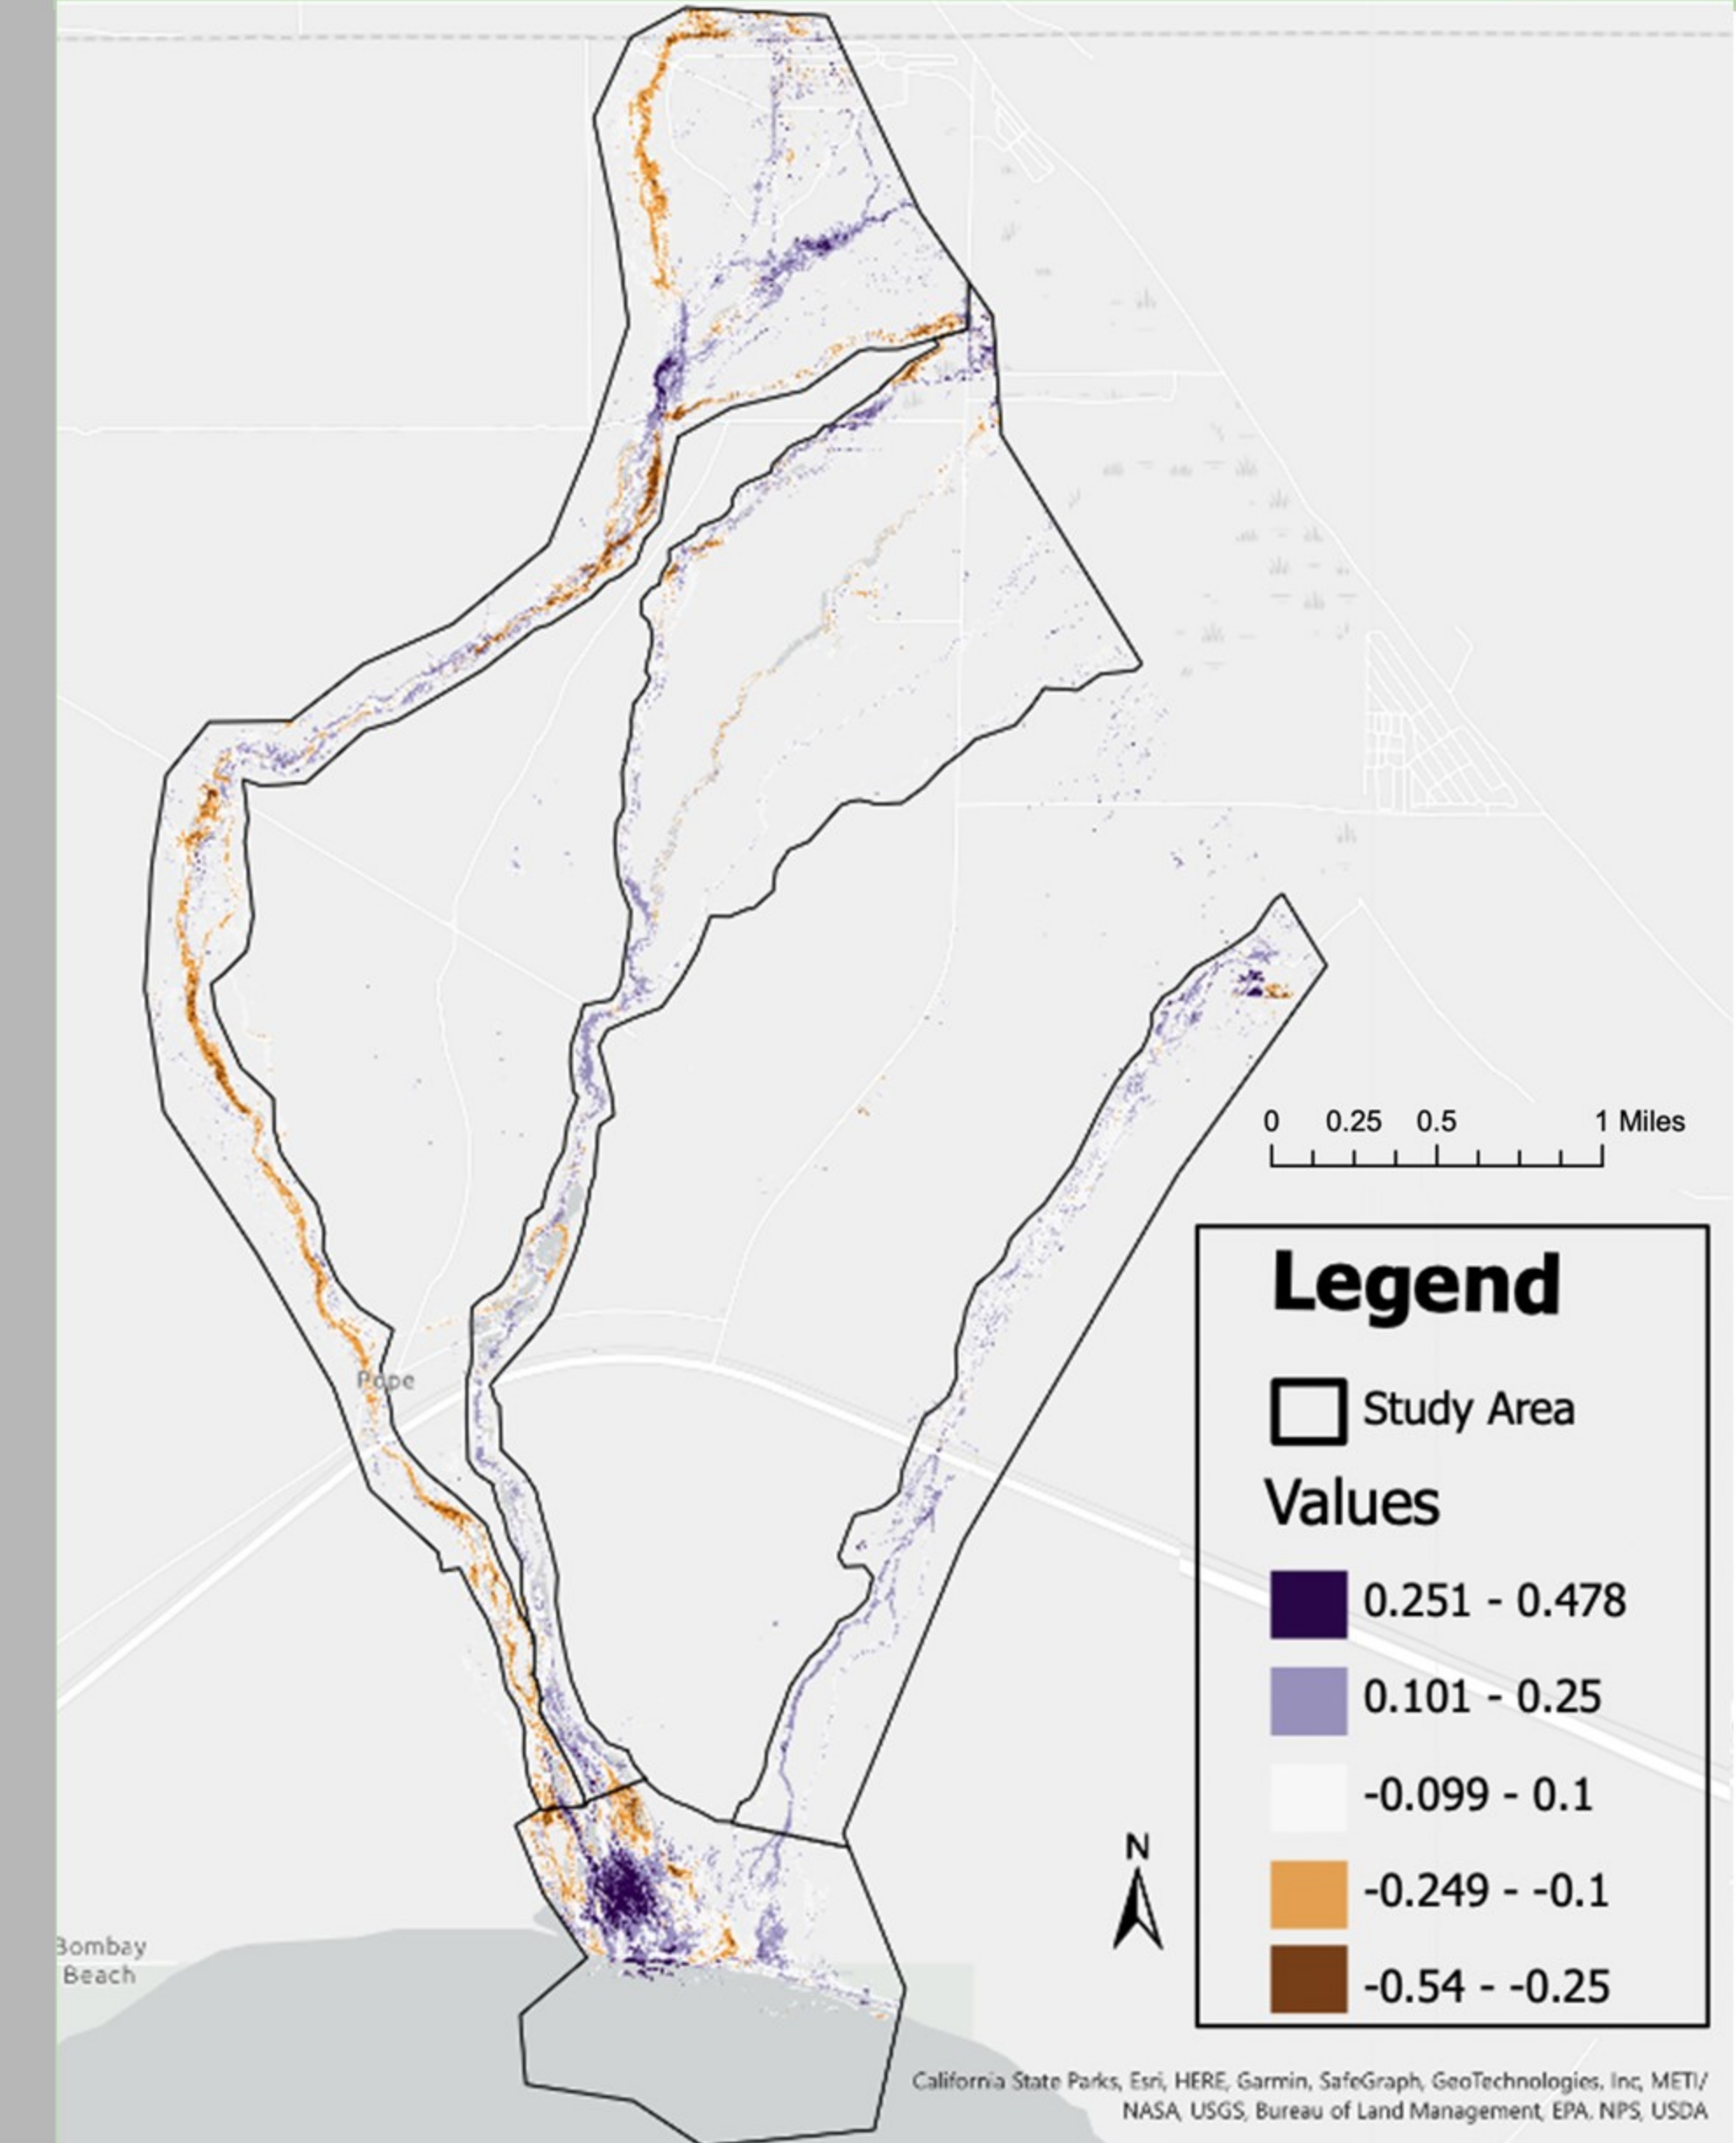 0 0.25 0.5 1 Miles
Legend
Study Area
Values
0.251 - 0.478
0.101 - 0.25
-0.099 - 0.1
-0.249 - -0.1
-0.54 - -0.25
Pope
N
Bombay
Beach
California State Parks, Esri, HERE, Garmin, SafeGraph, GeoTechnologies, Inc, METI/
NASA, USGS, Bureau of Land Management, EPA, NPS, USDA